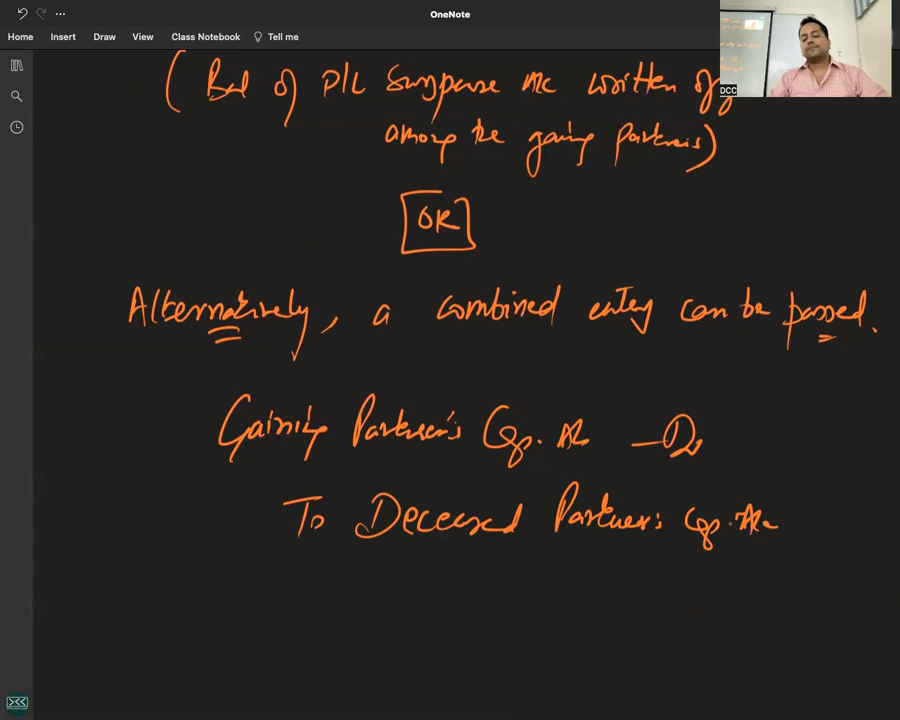 OneNote
Home Insert Draw View Class Notebook Tell me
DCC
( Bal of P/L Suspense A/c written off
among the gaining partners)
OR
Alternatively, a combined entry can be passed.
Gaining Partner's Cap. A/c —Dr
To Deceased Partner's Cap. A/c